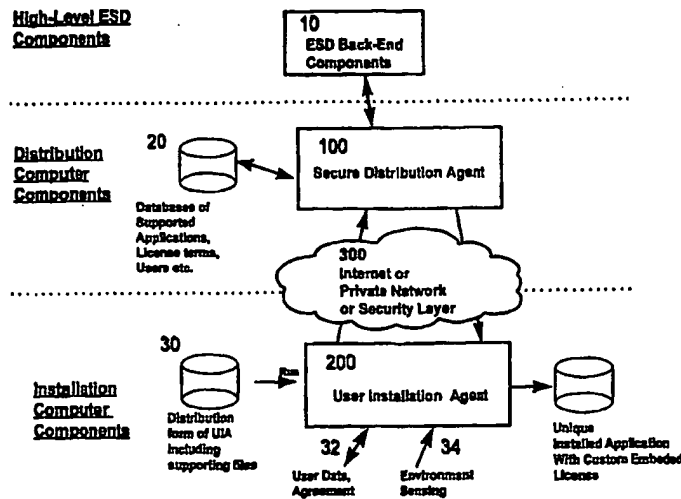 High-Level ESD
Components
10
ESD Back-End
Components
Distribution
Computer
Components
20
Databases of
Supported
Applications,
License terms,
Users etc.
100
Secure Distribution Agent
300
Internet or
Private Network
or Security Layer
Installation
Computer
Components
30
Distribution
form of UIA
including
supporting files
Run
200
User Installation Agent
32
User Data,
Agreement
34
Environment
Sensing
Unique
Installed Application
With Custom Embeded
License